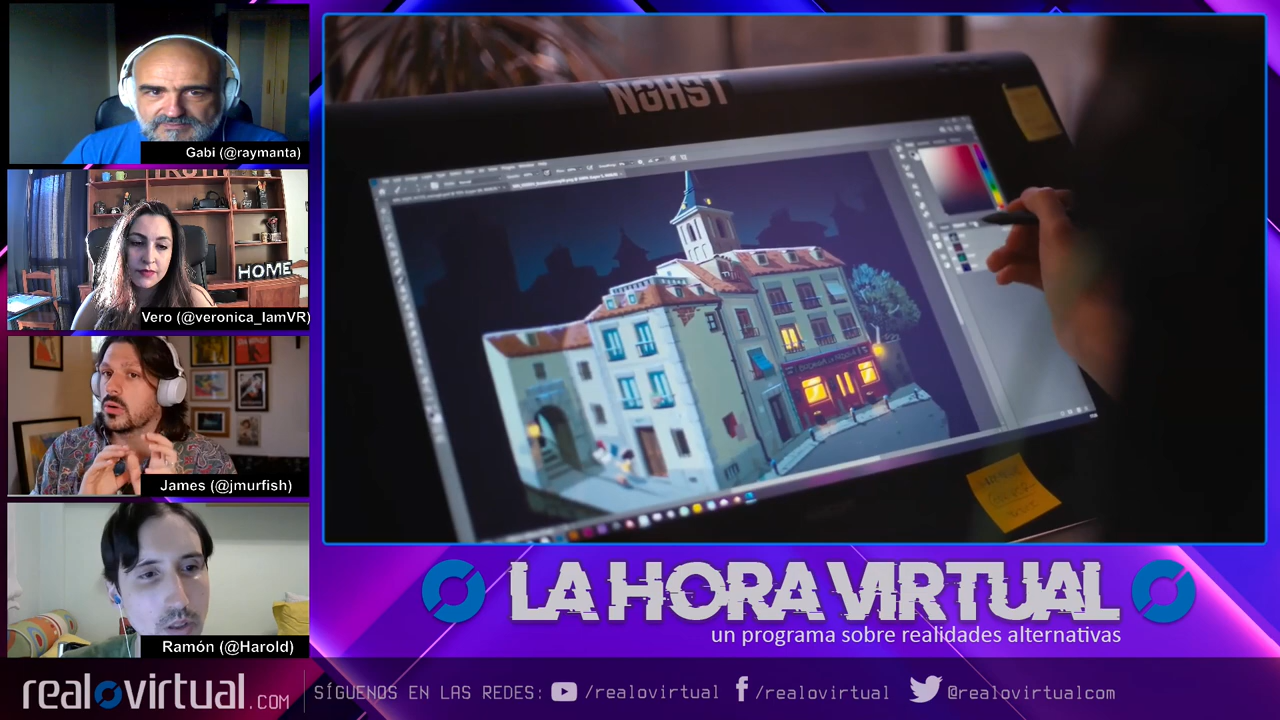 Gabi (@raymanta)
TRUTH
HOME
Vero (@veronica_IamVR)
James (@jmurfish)
Ramón (@Harold)
NGHST
LA HORA VIRTUAL
un programa sobre realidades alternativas
realovirtual.COM
SÍGUENOS EN LAS REDES:
/realovirtual
/realovirtual
@realovirtualcom